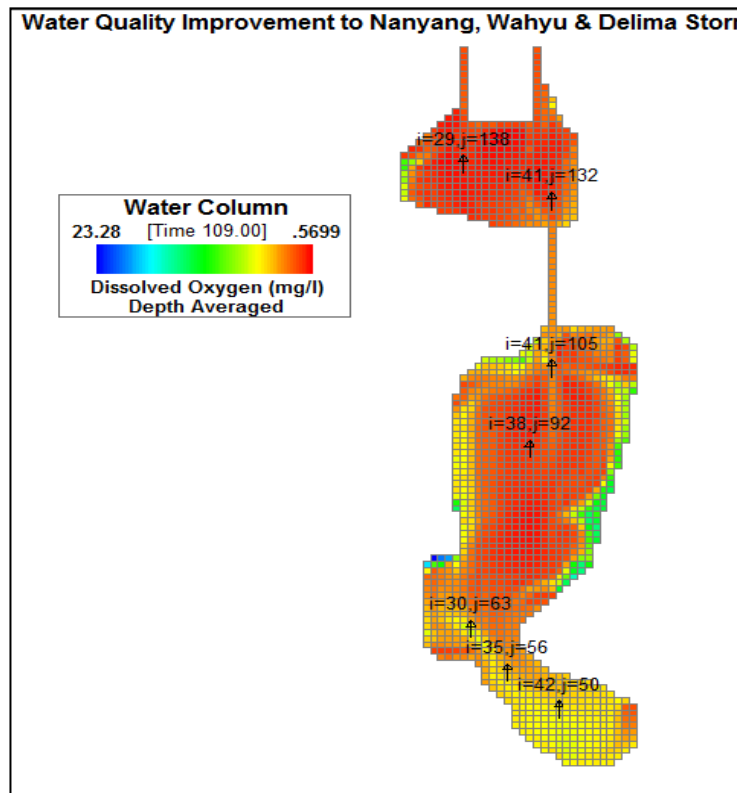 Water Quality Improvement to Nanyang, Wahyu & Delima Stor
i=29,j=138
i=41,j=132
Water Column
23.28 [Time 109.00] .5699
Dissolved Oxygen (mg/l)
Depth Averaged
i=41,j=105
i=38,j=92
i=30,j=63
i=35,j=56
i=42,j=50